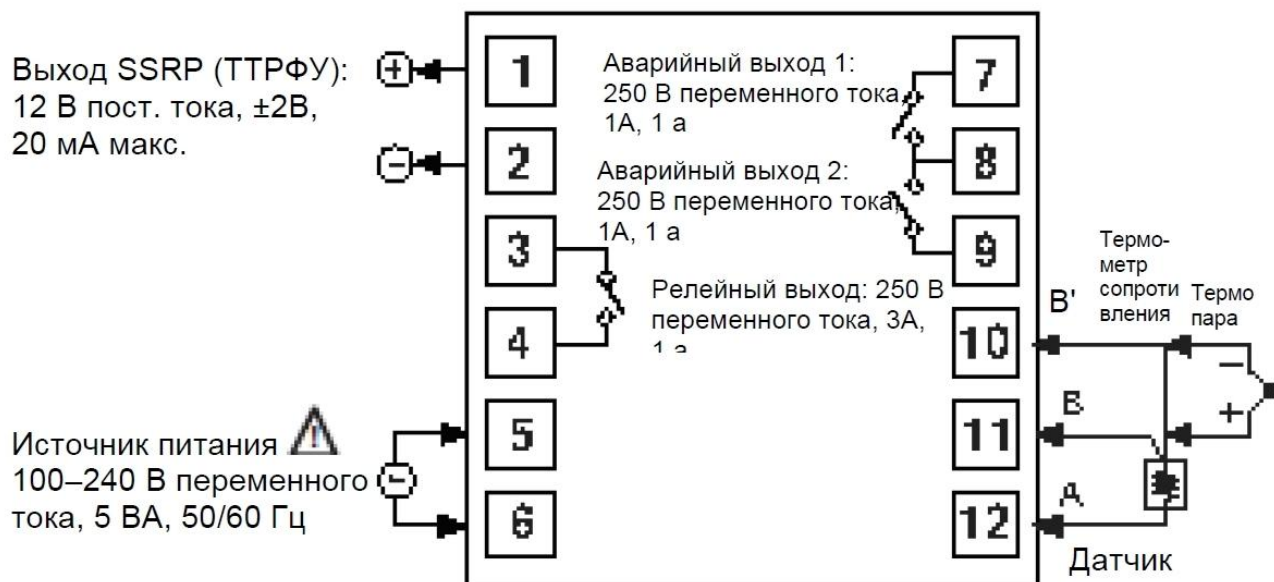 Выход SSRP (ТТРФУ):
12 В пост. тока, ±2В,
20 мА макс.
+
−
1
2
3
4
5
6
Источник питания
100–240 В переменного
тока, 5 ВА, 50/60 Гц
Аварийный выход 1:
250 В переменного тока,
1А, 1 а
Аварийный выход 2:
250 В переменного тока,
1А, 1 а
Релейный выход: 250 В
переменного тока, 3А,
1 а
7
8
9
10
11
12
B'
B
A
Термо-
метр
сопроти
вления
Термо
пара
−
+
Датчик